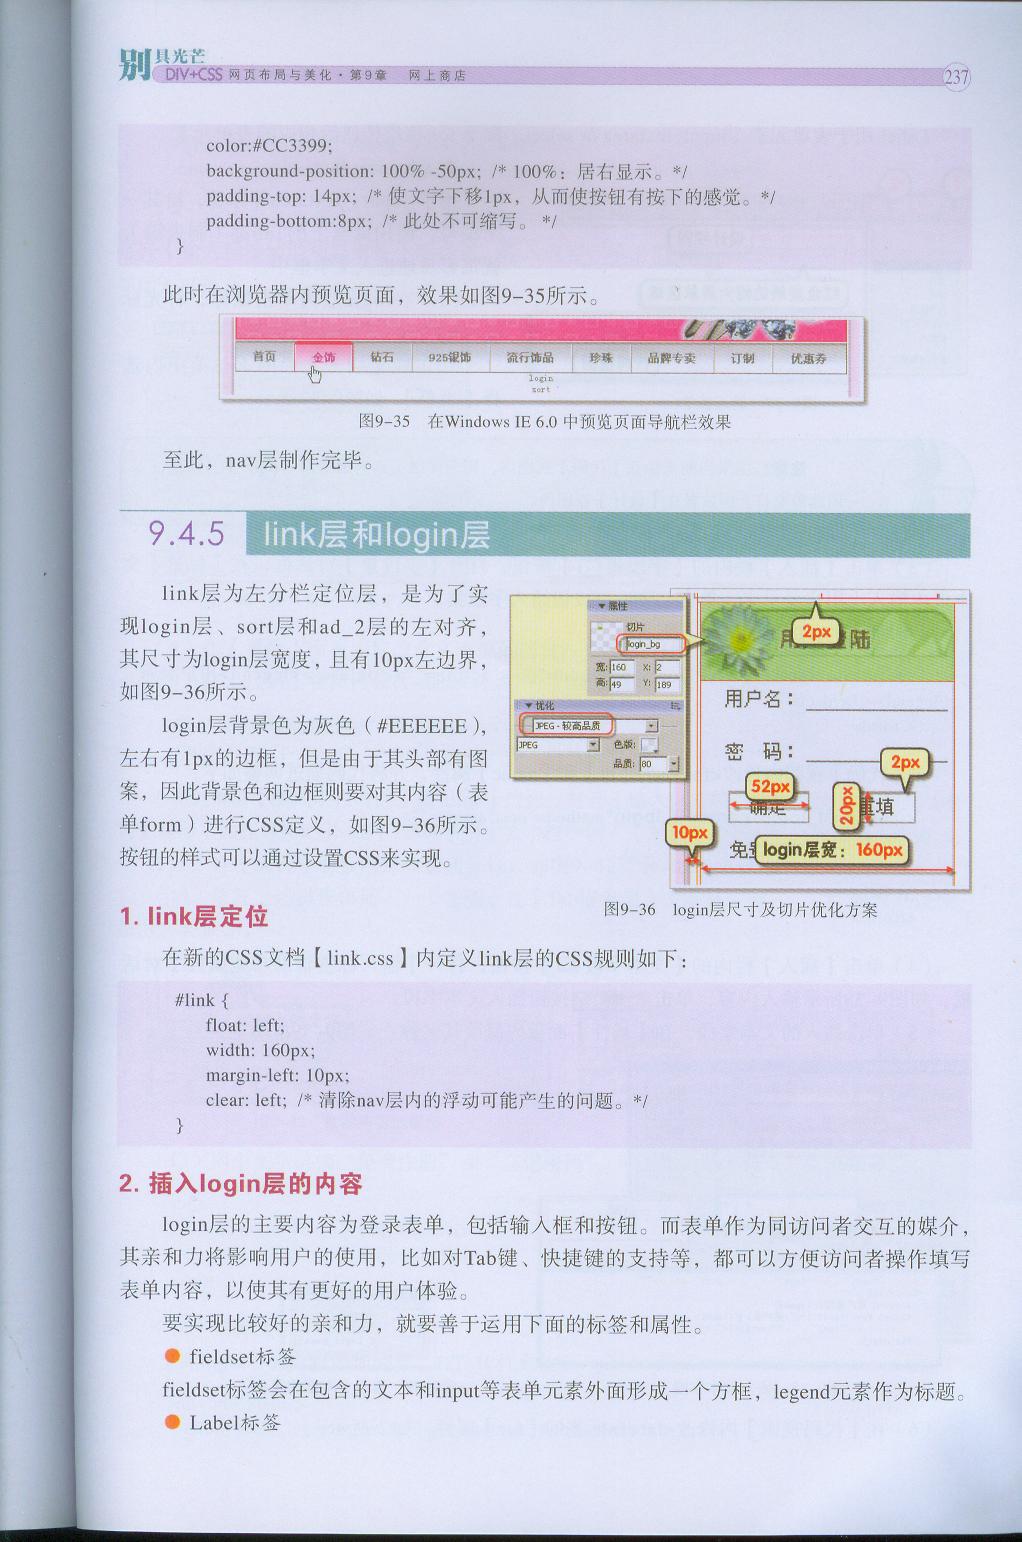 别具光芒
DIV+CSS 网页布局与美化·第9章 网上商店
237
color:#CC3399;
background-position: 100% -50px; /* 100%：居右显示。*/
padding-top: 14px; /* 使文字下移1px，从而使按钮有按下的感觉。*/
padding-bottom:8px; /* 此处不可缩写。 */
}
此时在浏览器内预览页面，效果如图9-35所示。
首页 金饰 钻石 925银饰 流行饰品 珍珠 品牌专卖 订制 优惠券
login
sort
图9-35 在Windows IE 6.0 中预览页面导航栏效果
至此，nav层制作完毕。
9.4.5 link层和login层
link层为左分栏定位层，是为了实
现login层、sort层和ad_2层的左对齐，
其尺寸为login层宽度，且有10px左边界，
如图9-36所示。
login层背景色为灰色（#EEEEEE），
左右有1px的边框，但是由于其头部有图
案，因此背景色和边框则要对其内容（表
单form）进行CSS定义，如图9-36所示。
按钮的样式可以通过设置CSS来实现。
▼ 属性
切片
login_bg
宽: 160 X: 2
高: 49 Y: 189
▼ 优化
JPEG - 较高品质
JPEG 色版:
品质: 80
2px
用 陆
用户名：
密 码：
2px
52px
确定
20px
填
10px
免
login层宽：160px
图9-36 login层尺寸及切片优化方案
1. link层定位
在新的CSS文档【link.css】内定义link层的CSS规则如下：
#link {
float: left;
width: 160px;
margin-left: 10px;
clear: left; /* 清除nav层内的浮动可能产生的问题。*/
}
2. 插入login层的内容
login层的主要内容为登录表单，包括输入框和按钮。而表单作为同访问者交互的媒介，
其亲和力将影响用户的使用，比如对Tab键、快捷键的支持等，都可以方便访问者操作填写
表单内容，以使其有更好的用户体验。
要实现比较好的亲和力，就要善于运用下面的标签和属性。
● fieldset标签
fieldset标签会在包含的文本和input等表单元素外面形成一个方框，legend元素作为标题。
● Label标签